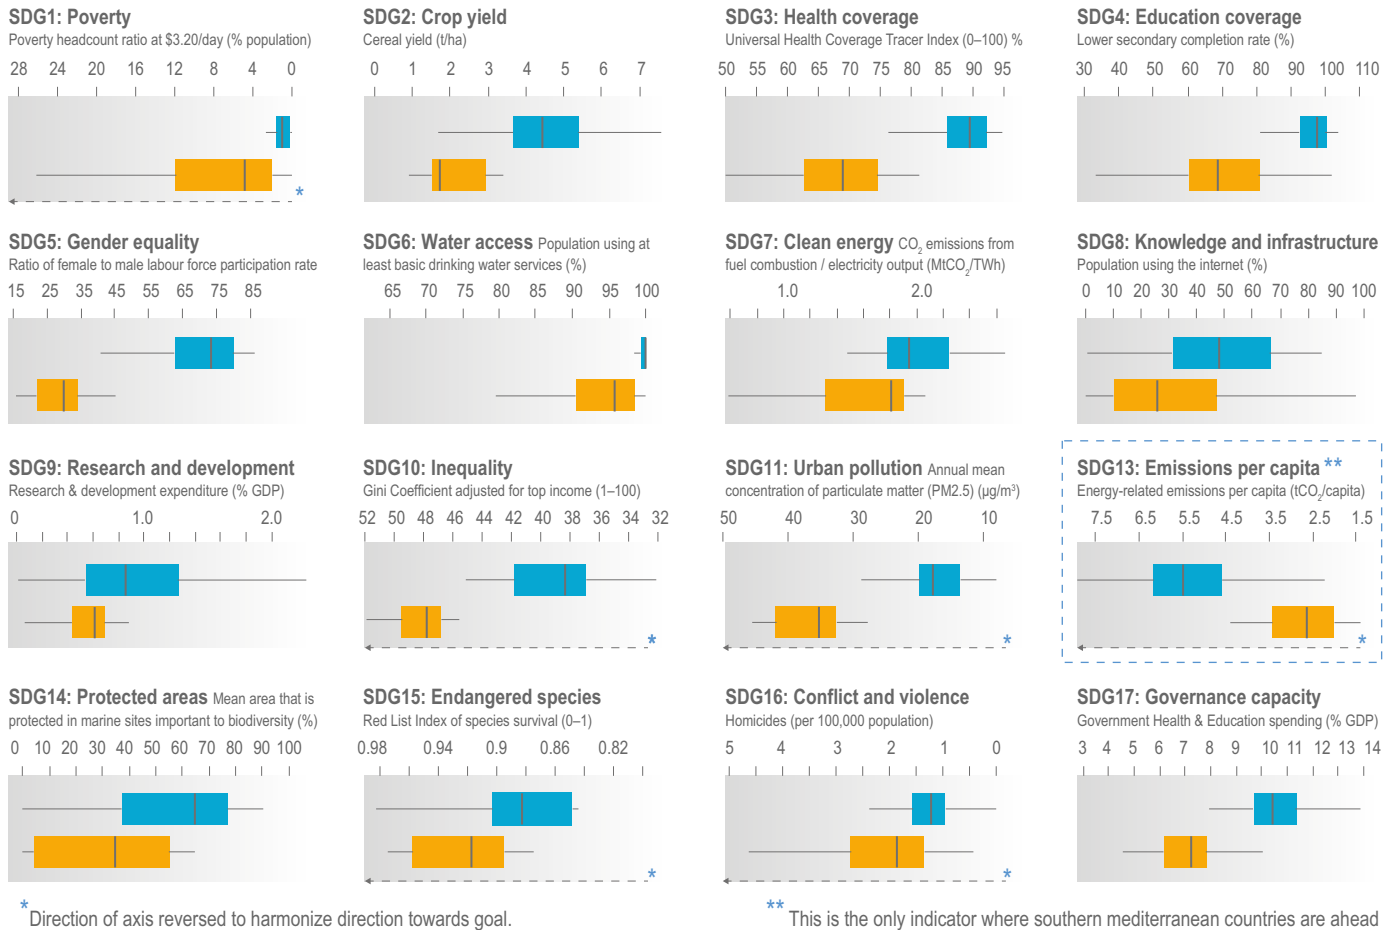 SDG1: Poverty
Poverty headcount ratio at $3.20/day (% population)
28 24 20 16 12 8 4 0
*
SDG2: Crop yield
Cereal yield (t/ha)
0 1 2 3 4 5 6 7
SDG3: Health coverage
Universal Health Coverage Tracer Index (0–100) %
50 55 60 65 70 75 80 85 90 95
SDG4: Education coverage
Lower secondary completion rate (%)
30 40 50 60 70 80 90 100 110
SDG5: Gender equality
Ratio of female to male labour force participation rate
15 25 35 45 55 65 75 85
SDG6: Water access Population using at
least basic drinking water services (%)
65 70 75 80 85 90 95 100
SDG7: Clean energy CO2 emissions from
fuel combustion / electricity output (MtCO2/TWh)
1.0 2.0
SDG8: Knowledge and infrastructure
Population using the internet (%)
0 10 20 30 40 50 60 70 80 90 100
SDG9: Research and development
Research & development expenditure (% GDP)
0 1.0 2.0
SDG10: Inequality
Gini Coefficient adjusted for top income (1–100)
52 50 48 46 44 42 40 38 36 34 32
*
SDG11: Urban pollution Annual mean
concentration of particulate matter (PM2.5) (µg/m³)
50 40 30 20 10
*
SDG13: Emissions per capita **
Energy-related emissions per capita (tCO2/capita)
7.5 6.5 5.5 4.5 3.5 2.5 1.5
*
SDG14: Protected areas Mean area that is
protected in marine sites important to biodiversity (%)
0 10 20 30 40 50 60 70 80 90 100
SDG15: Endangered species
Red List Index of species survival (0–1)
0.98 0.94 0.9 0.86 0.82
*
SDG16: Conflict and violence
Homicides (per 100,000 population)
5 4 3 2 1 0
*
SDG17: Governance capacity
Government Health & Education spending (% GDP)
3 4 5 6 7 8 9 10 11 12 13 14
*Direction of axis reversed to harmonize direction towards goal.
** This is the only indicator where southern mediterranean countries are ahead